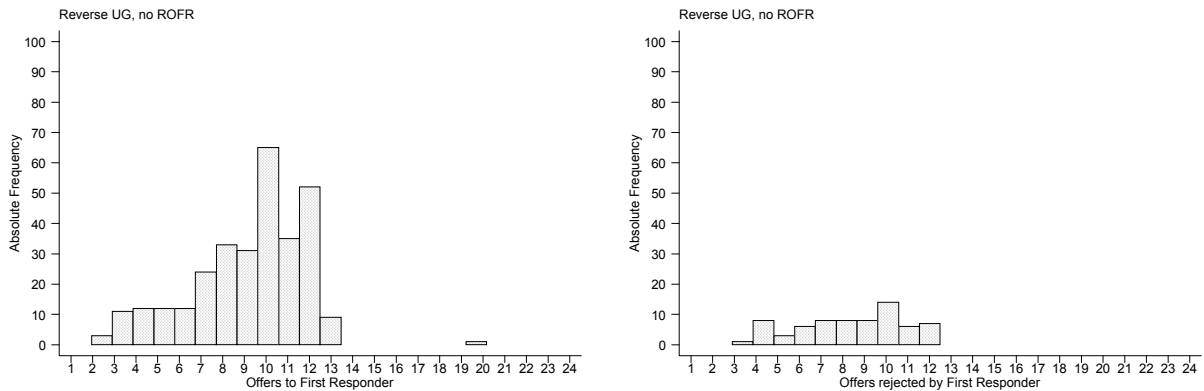 Reverse UG, no ROFR
100
90
80
70
60
50
40
30
20
10
0
Absolute Frequency
1 2 3 4 5 6 7 8 9 10 11 12 13 14 15 16 17 18 19 20 21 22 23 24
Offers to First Responder
Reverse UG, no ROFR
100
90
80
70
60
50
40
30
20
10
0
Absolute Frequency
1 2 3 4 5 6 7 8 9 10 11 12 13 14 15 16 17 18 19 20 21 22 23 24
Offers rejected by First Responder